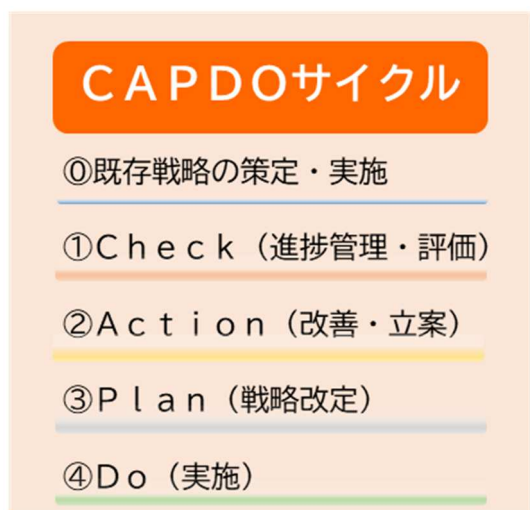 ＣＡＰＤＯサイクル
⓪既存戦略の策定・実施
①Ｃｈｅｃｋ（進捗管理・評価）
②Ａｃｔｉｏｎ（改善・立案）
③Ｐｌａｎ（戦略改定）
④Ｄｏ（実施）